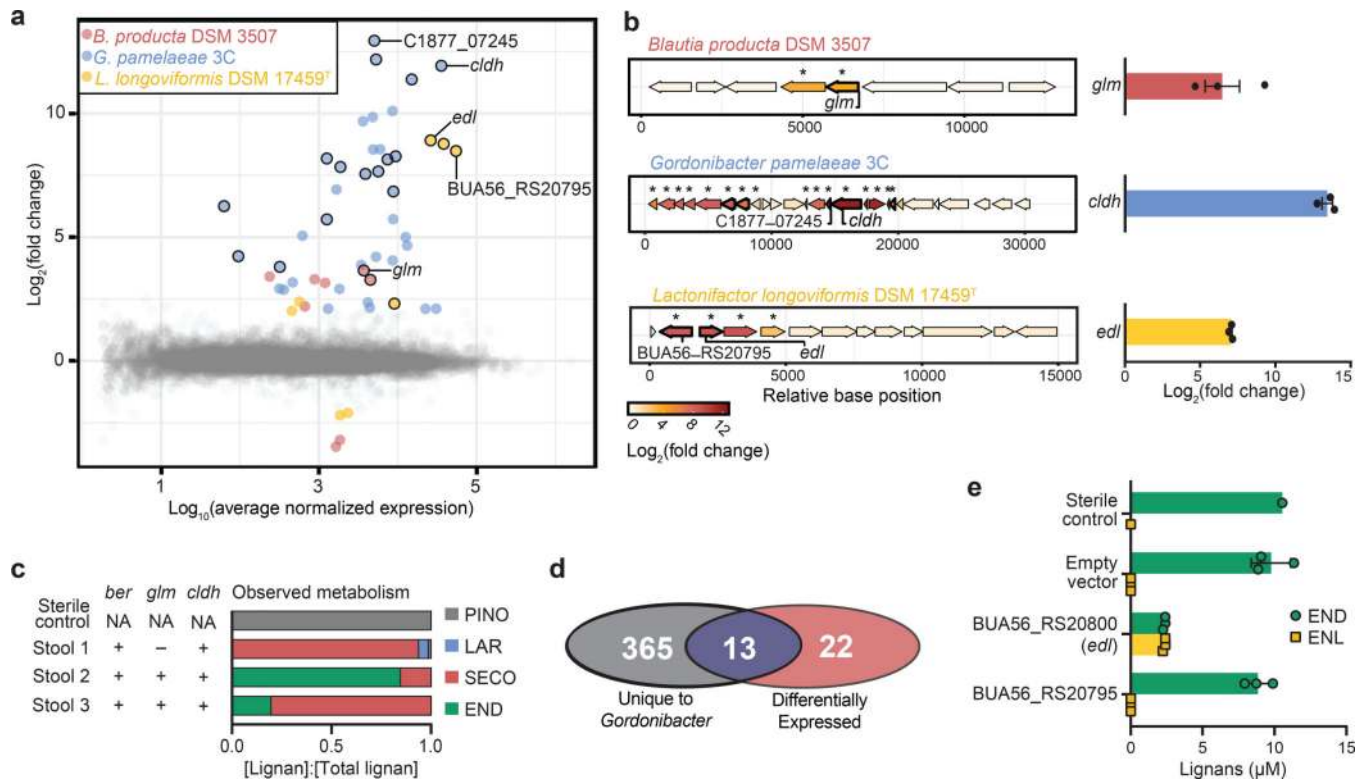 a
B. producta DSM 3507
G. pamelaeae 3C
L. longoviformis DSM 17459ᵀ
C1877_07245
cldh
edl
BUA56_RS20795
glm
Log₂(fold change)
10
5
0
1
3
5
Log₁₀(average normalized expression)
b
Blautia producta DSM 3507
* *
glm
0
5000
10000
glm
Gordonibacter pamelaeae 3C
* * * * * * * * * * * * * * * *
C1877_07245
cldh
0
10000
20000
30000
cldh
Lactonifactor longoviformis DSM 17459ᵀ
* * * *
BUA56_RS20795
edl
0
5000
10000
15000
Relative base position
edl
0
5
10
15
Log₂(fold change)
0
4
8
12
Log₂(fold change)
c
ber glm cldh Observed metabolism
Sterile control NA NA NA
Stool 1 + – +
Stool 2 + + +
Stool 3 + + +
0.0
0.5
1.0
[Lignan]:[Total lignan]
PINO
LAR
SECO
END
d
365
13
22
Unique to
Gordonibacter
Differentially
Expressed
e
Sterile
control
Empty
vector
BUA56_RS20800
(edl)
BUA56_RS20795
END
ENL
0
5
10
15
Lignans (µM)